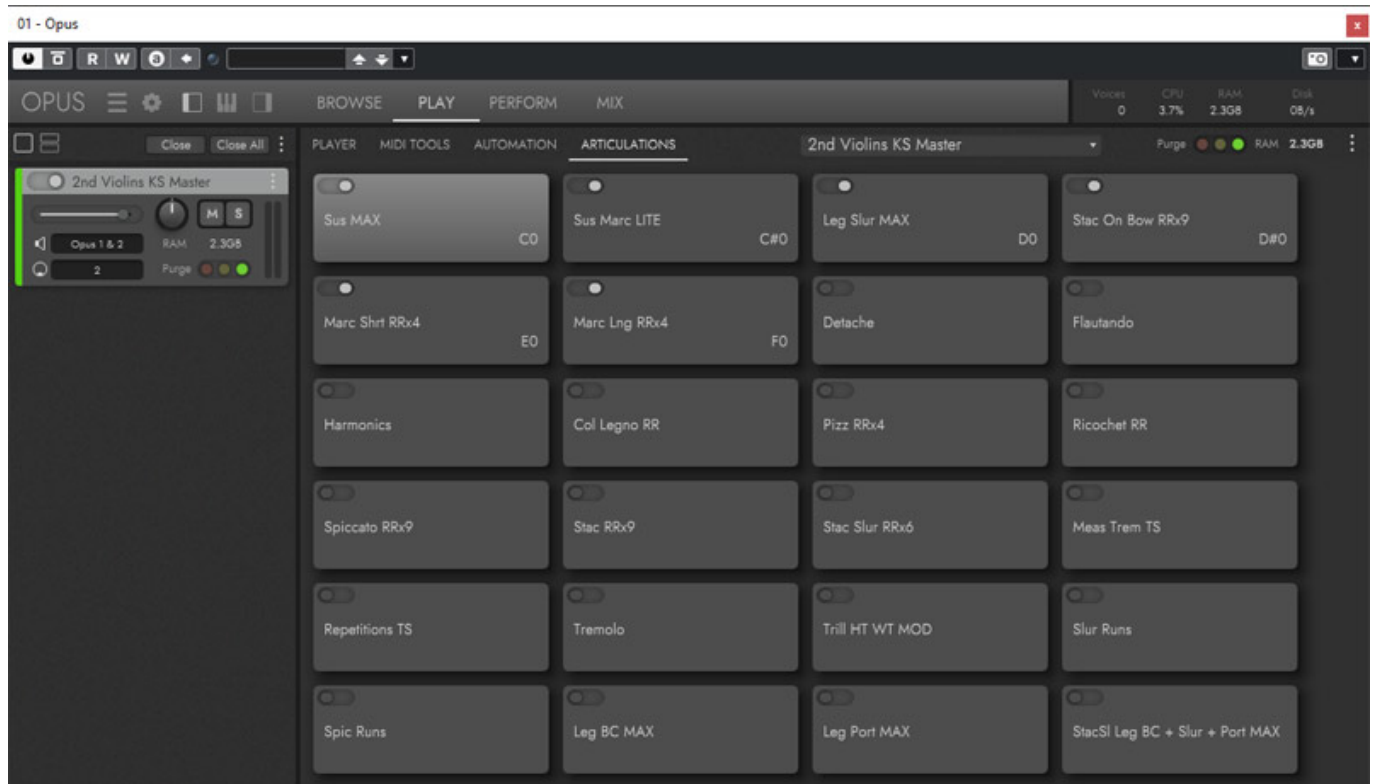 01 - Opus
x
R W a
OPUS BROWSE PLAY PERFORM MIX Voices 0 CPU 3.7% RAM 2.3GB Disk 0B/s
Close Close All PLAYER MIDI TOOLS AUTOMATION ARTICULATIONS 2nd Violins KS Master Purge RAM 2.3GB
2nd Violins KS Master
M S
Opus 1 & 2 RAM 2.3GB
2 Purge
Sus MAX C0
Sus Marc LITE C#0
Leg Slur MAX D0
Stac On Bow RRx9 D#0
Marc Shrt RRx4 E0
Marc Lng RRx4 F0
Detache
Flautando
Harmonics
Col Legno RR
Pizz RRx4
Ricochet RR
Spiccato RRx9
Stac RRx9
Stac Slur RRx6
Meas Trem TS
Repetitions TS
Tremolo
Trill HT WT MOD
Slur Runs
Spic Runs
Leg BC MAX
Leg Port MAX
StacSl Leg BC + Slur + Port MAX